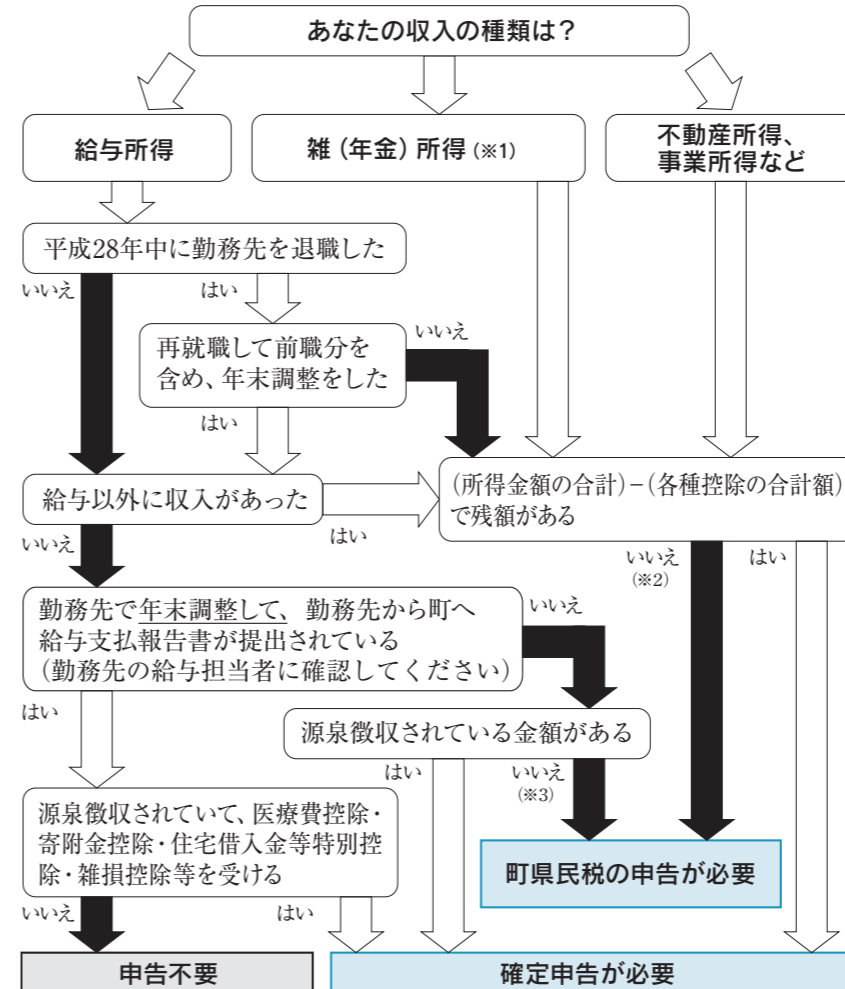 あなたの収入の種類は？
給与所得
雑（年金）所得（※1）
不動産所得、
事業所得など
平成28年中に勤務先を退職した
いいえ
はい
再就職して前職分を
含め、年末調整をした
いいえ
はい
給与以外に収入があった
はい
いいえ
（所得金額の合計）－（各種控除の合計額）
で残額がある
いいえ
（※2）
はい
勤務先で年末調整して、勤務先から町へ
給与支払報告書が提出されている
（勤務先の給与担当者に確認してください）
いいえ
はい
源泉徴収されている金額がある
はい
いいえ
（※3）
源泉徴収されていて、医療費控除・
寄附金控除・住宅借入金等特別控
除・雑損控除等を受ける
いいえ
はい
町県民税の申告が必要
申告不要
確定申告が必要